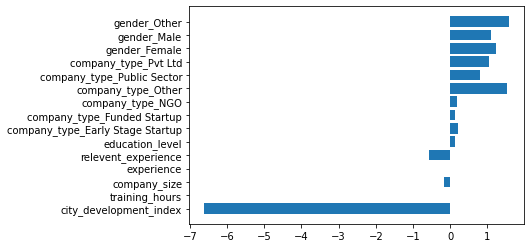 gender_Other
gender_Male
gender_Female
company_type_Pvt Ltd
company_type_Public Sector
company_type_Other
company_type_NGO
company_type_Funded Startup
company_type_Early Stage Startup
education_level
relevent_experience
experience
company_size
training_hours
city_development_index
−7 −6 −5 −4 −3 −2 −1 0 1